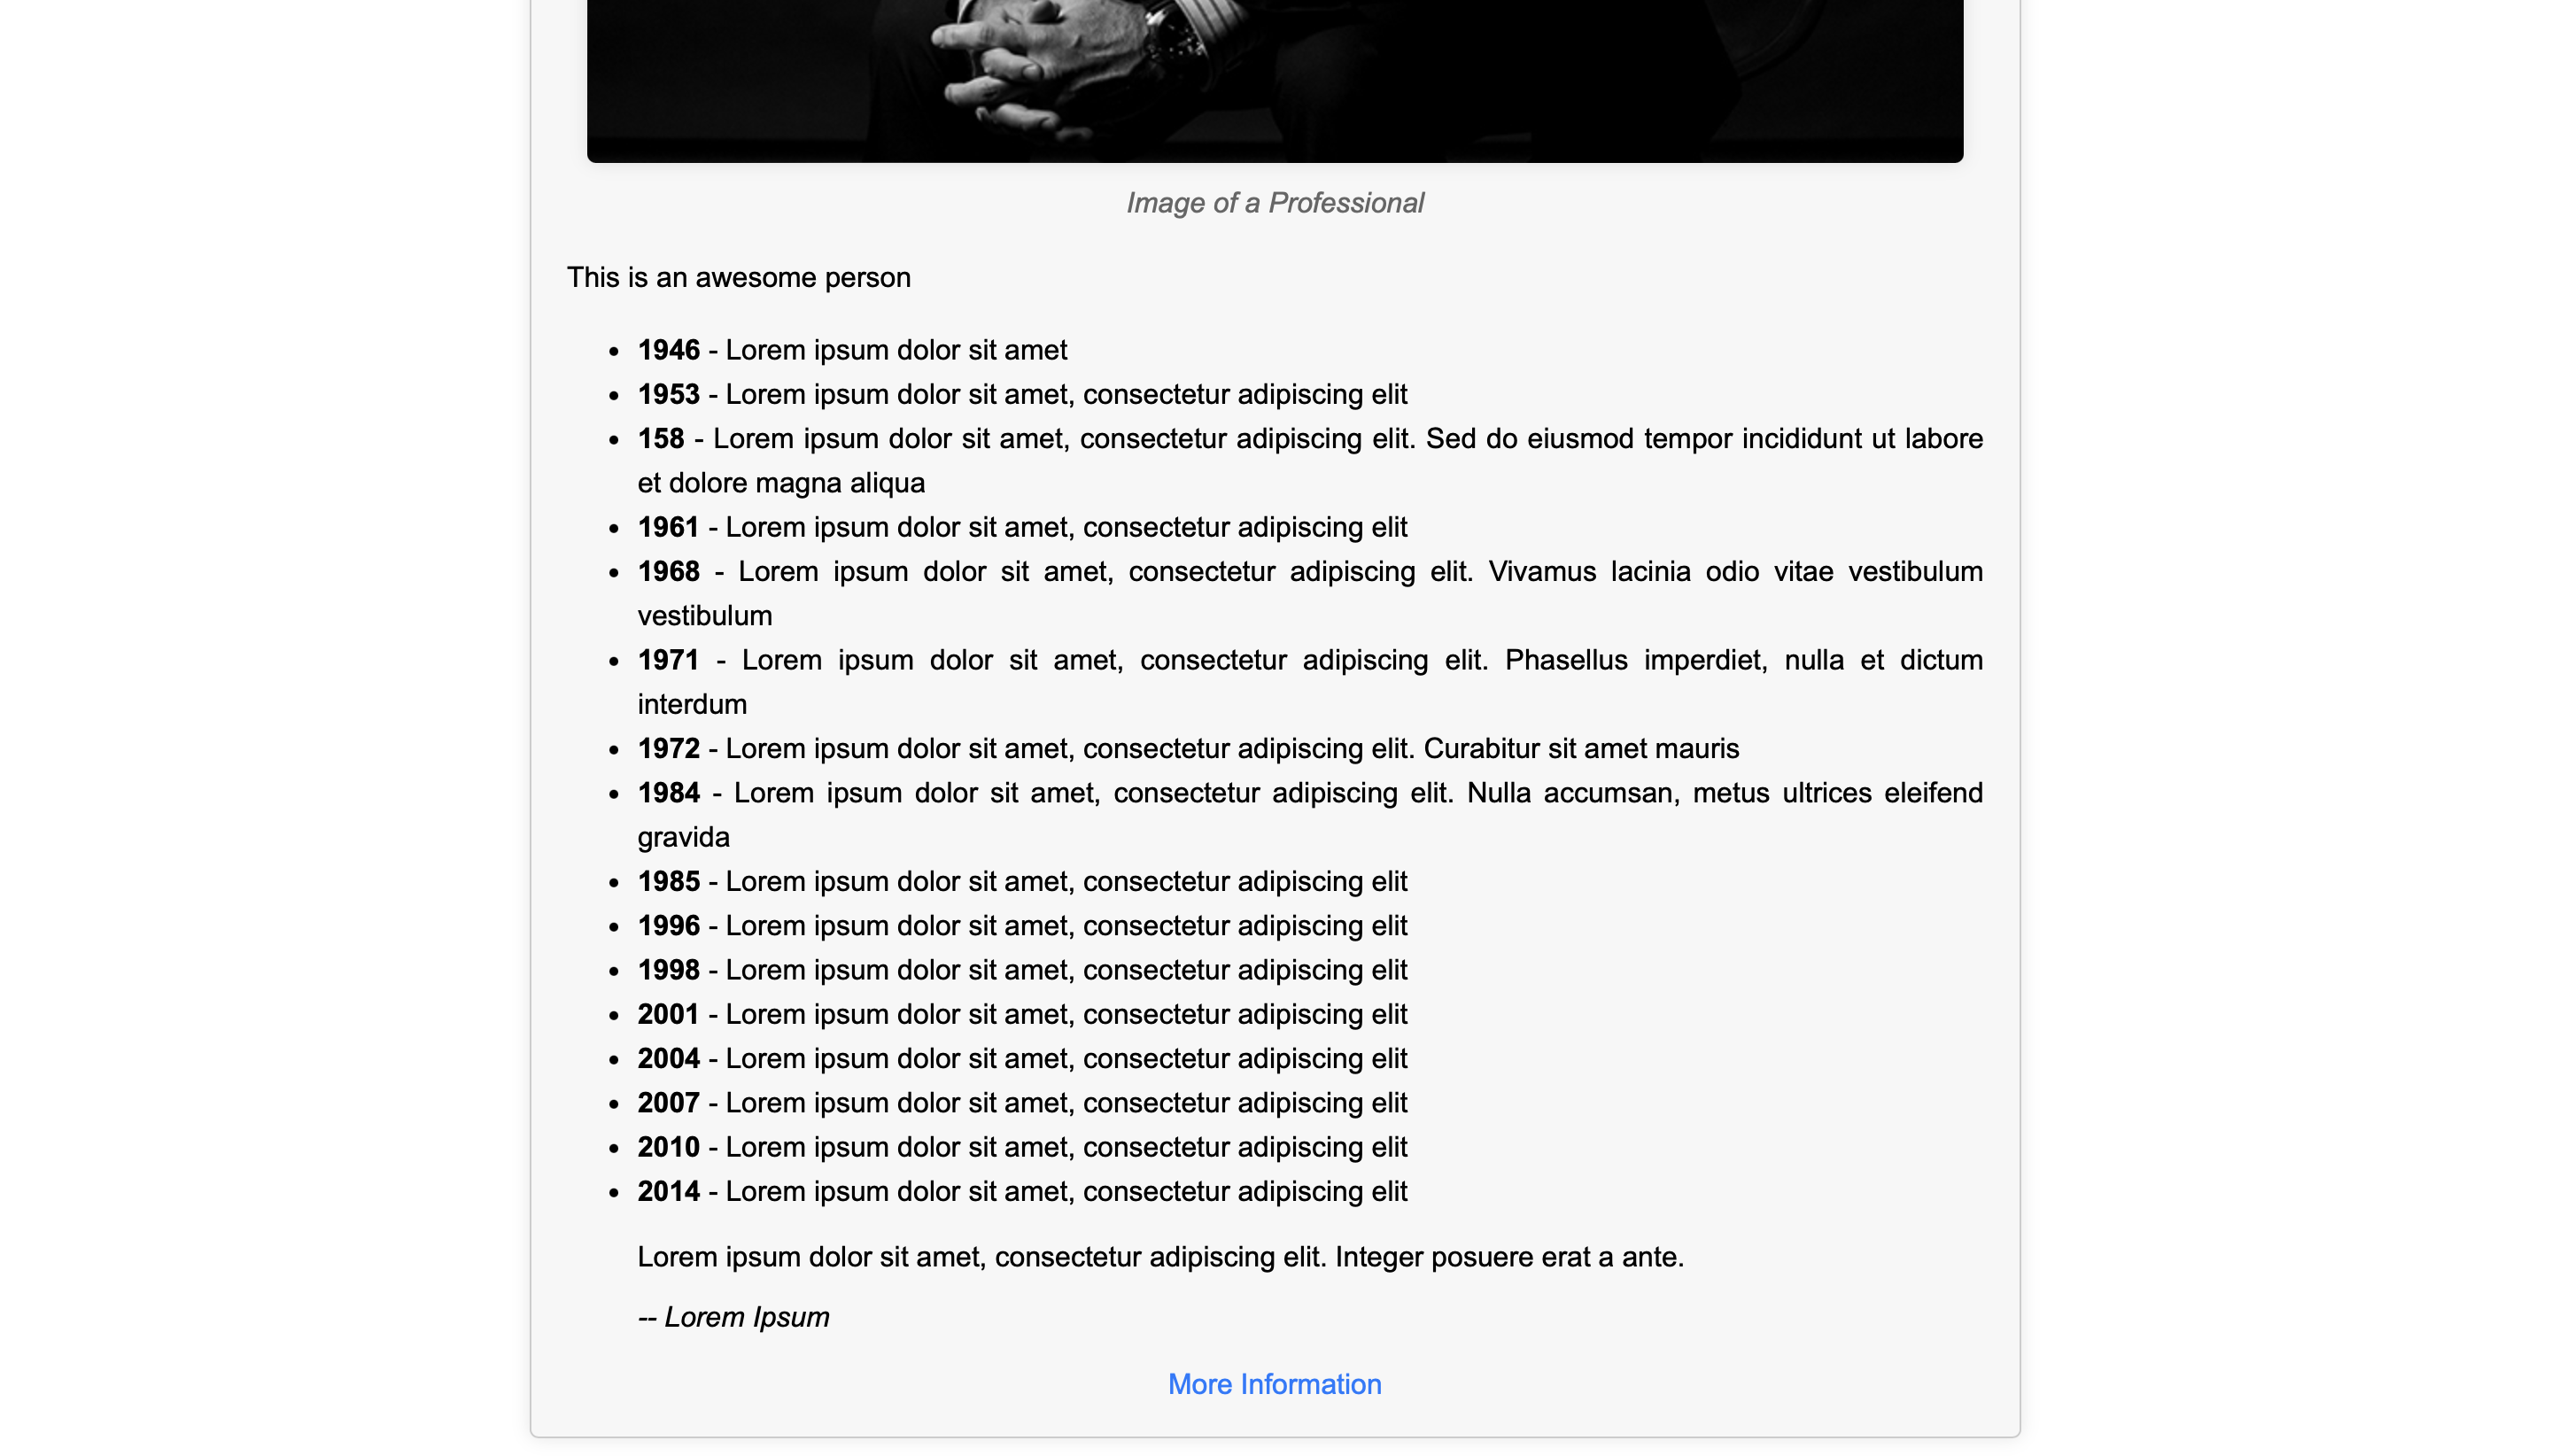 Image of a Professional
This is an awesome person
• 1946 - Lorem ipsum dolor sit amet
• 1953 - Lorem ipsum dolor sit amet, consectetur adipiscing elit
• 158 - Lorem ipsum dolor sit amet, consectetur adipiscing elit. Sed do eiusmod tempor incididunt ut labore
et dolore magna aliqua
• 1961 - Lorem ipsum dolor sit amet, consectetur adipiscing elit
• 1968 - Lorem ipsum dolor sit amet, consectetur adipiscing elit. Vivamus lacinia odio vitae vestibulum
vestibulum
• 1971 - Lorem ipsum dolor sit amet, consectetur adipiscing elit. Phasellus imperdiet, nulla et dictum
interdum
• 1972 - Lorem ipsum dolor sit amet, consectetur adipiscing elit. Curabitur sit amet mauris
• 1984 - Lorem ipsum dolor sit amet, consectetur adipiscing elit. Nulla accumsan, metus ultrices eleifend
gravida
• 1985 - Lorem ipsum dolor sit amet, consectetur adipiscing elit
• 1996 - Lorem ipsum dolor sit amet, consectetur adipiscing elit
• 1998 - Lorem ipsum dolor sit amet, consectetur adipiscing elit
• 2001 - Lorem ipsum dolor sit amet, consectetur adipiscing elit
• 2004 - Lorem ipsum dolor sit amet, consectetur adipiscing elit
• 2007 - Lorem ipsum dolor sit amet, consectetur adipiscing elit
• 2010 - Lorem ipsum dolor sit amet, consectetur adipiscing elit
• 2014 - Lorem ipsum dolor sit amet, consectetur adipiscing elit
Lorem ipsum dolor sit amet, consectetur adipiscing elit. Integer posuere erat a ante.
-- Lorem Ipsum
More Information